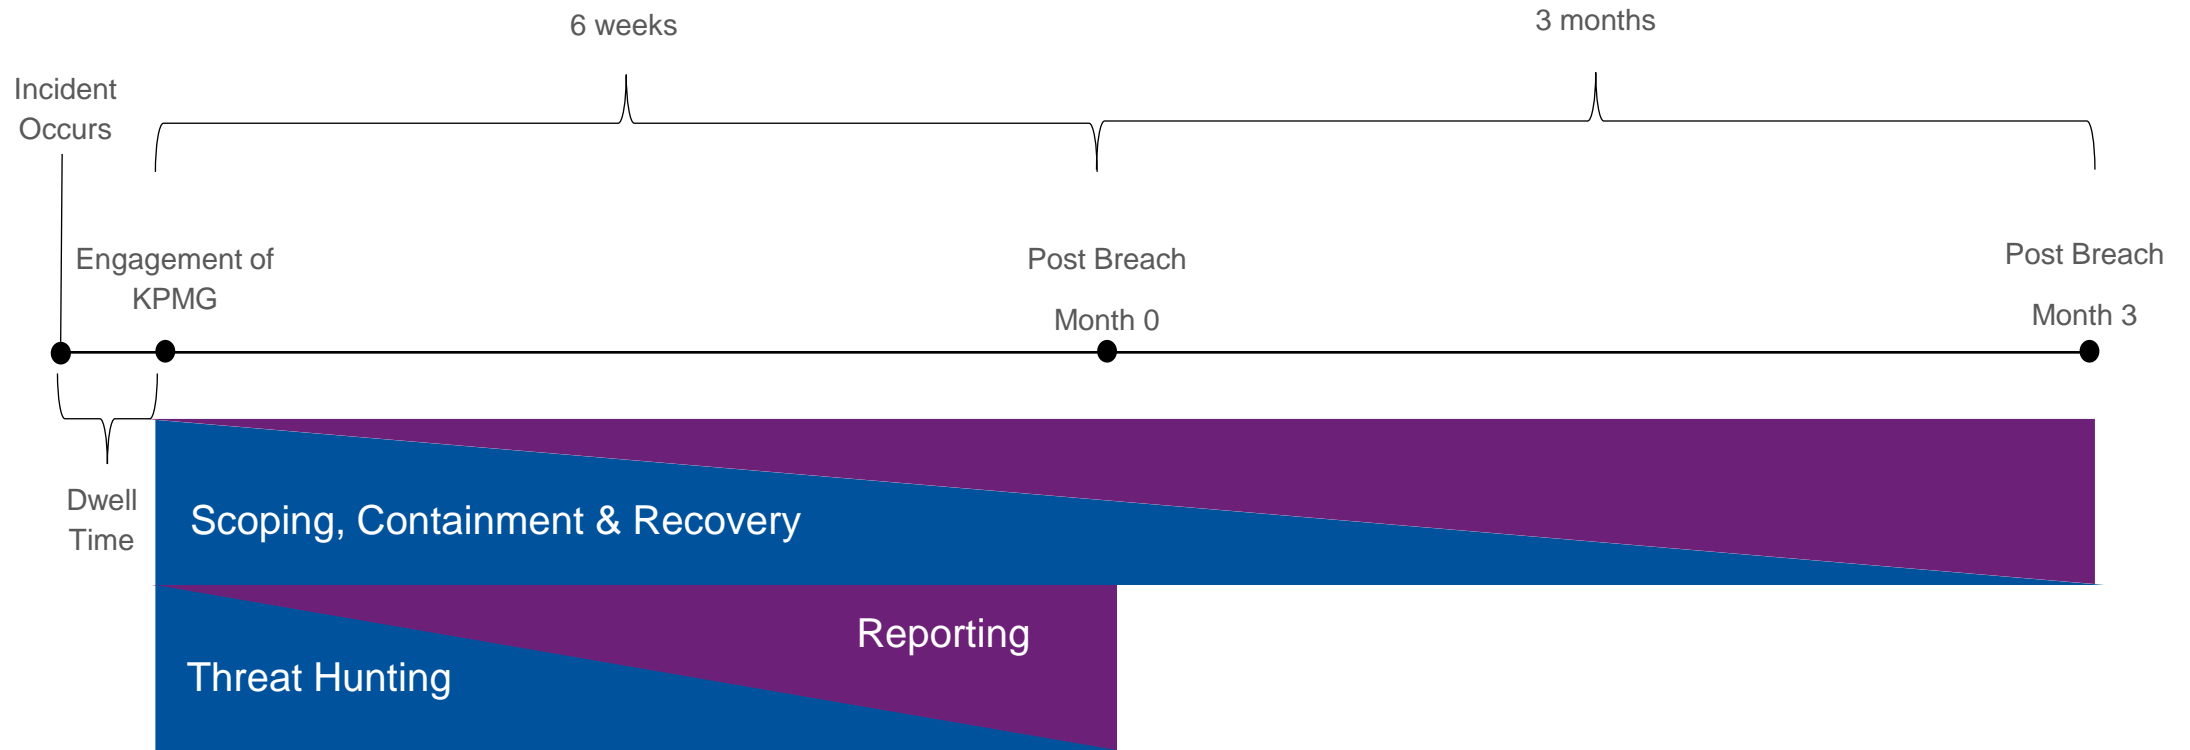 6 weeks
3 months
Incident
Occurs
Engagement of
KPMG
Post Breach
Month 0
Post Breach
Month 3
Dwell
Time
Scoping, Containment & Recovery
Reporting
Threat Hunting